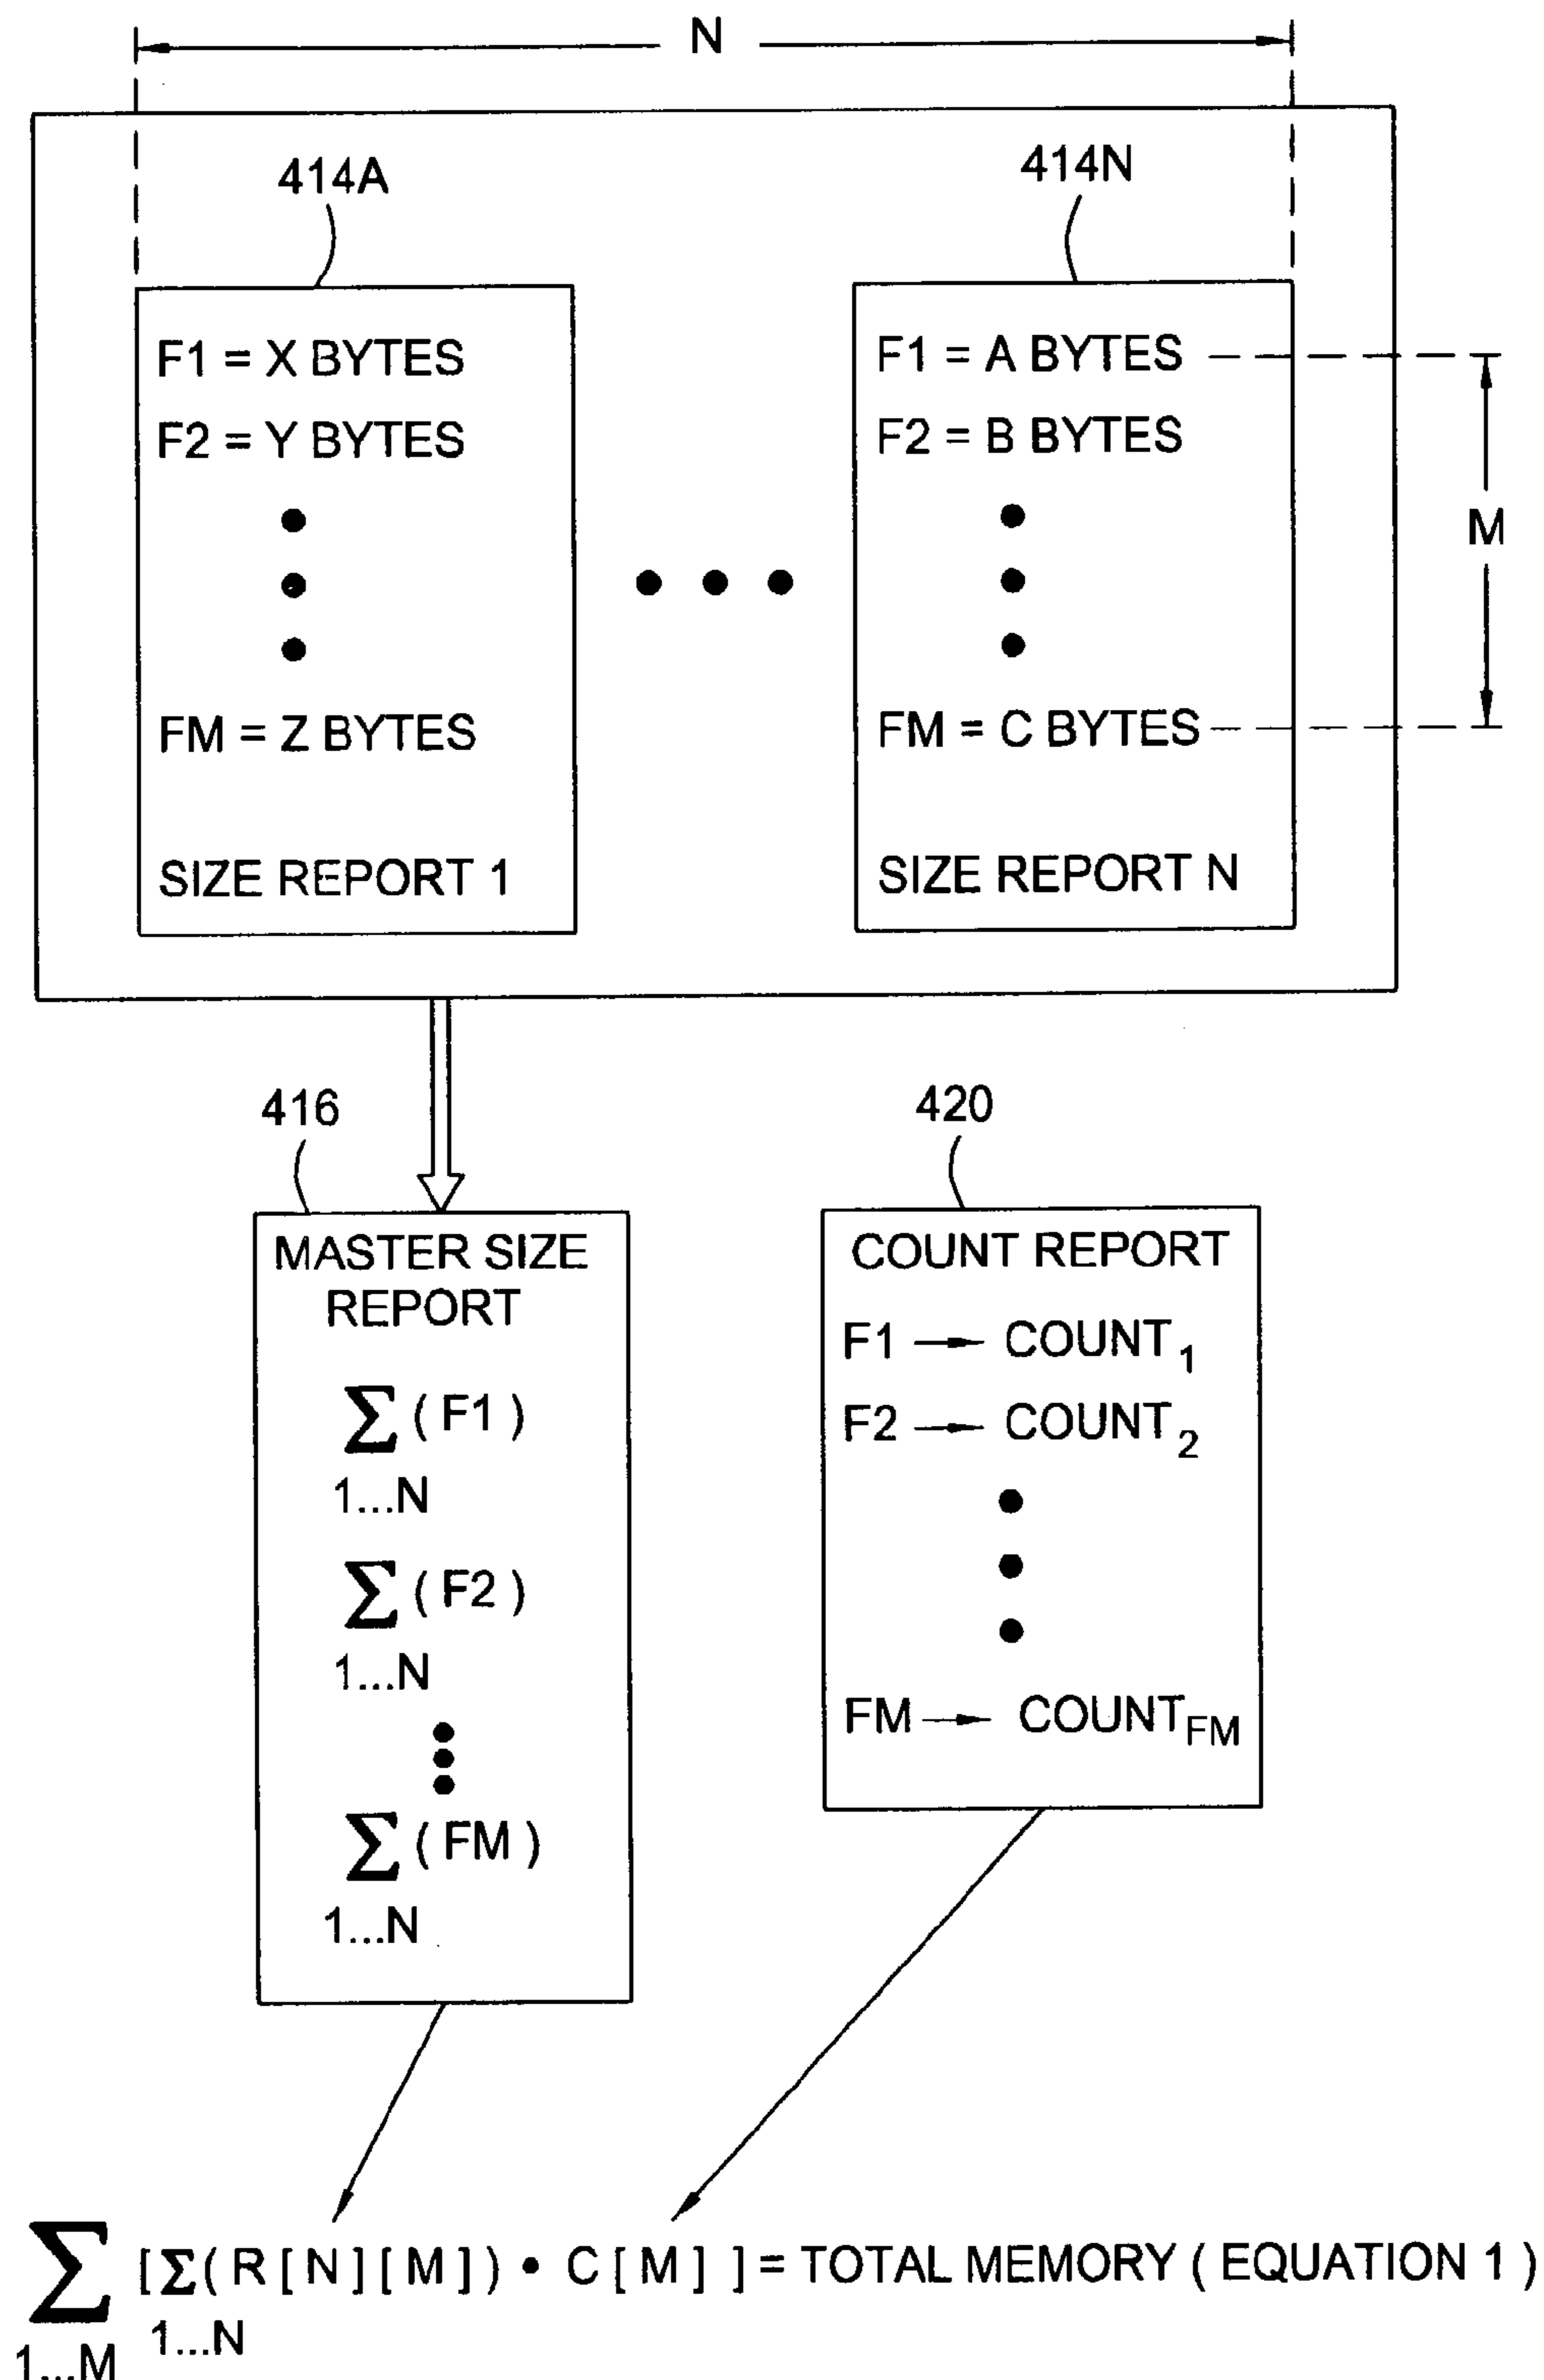 N
414A
414N
F1 = X BYTES
F2 = Y BYTES
FM = Z BYTES
SIZE REPORT 1
F1 = A BYTES
F2 = B BYTES
FM = C BYTES
SIZE REPORT N
M
416
MASTER SIZE
REPORT
Σ ( F1 )
1...N
Σ ( F2 )
1...N
Σ ( FM )
1...N
420
COUNT REPORT
F1 → COUNT₁
F2 → COUNT₂
FM → COUNT_FM
Σ [ Σ ( R [ N ] [ M ] ) • C [ M ] ] = TOTAL MEMORY ( EQUATION 1 )
1...M 1...N